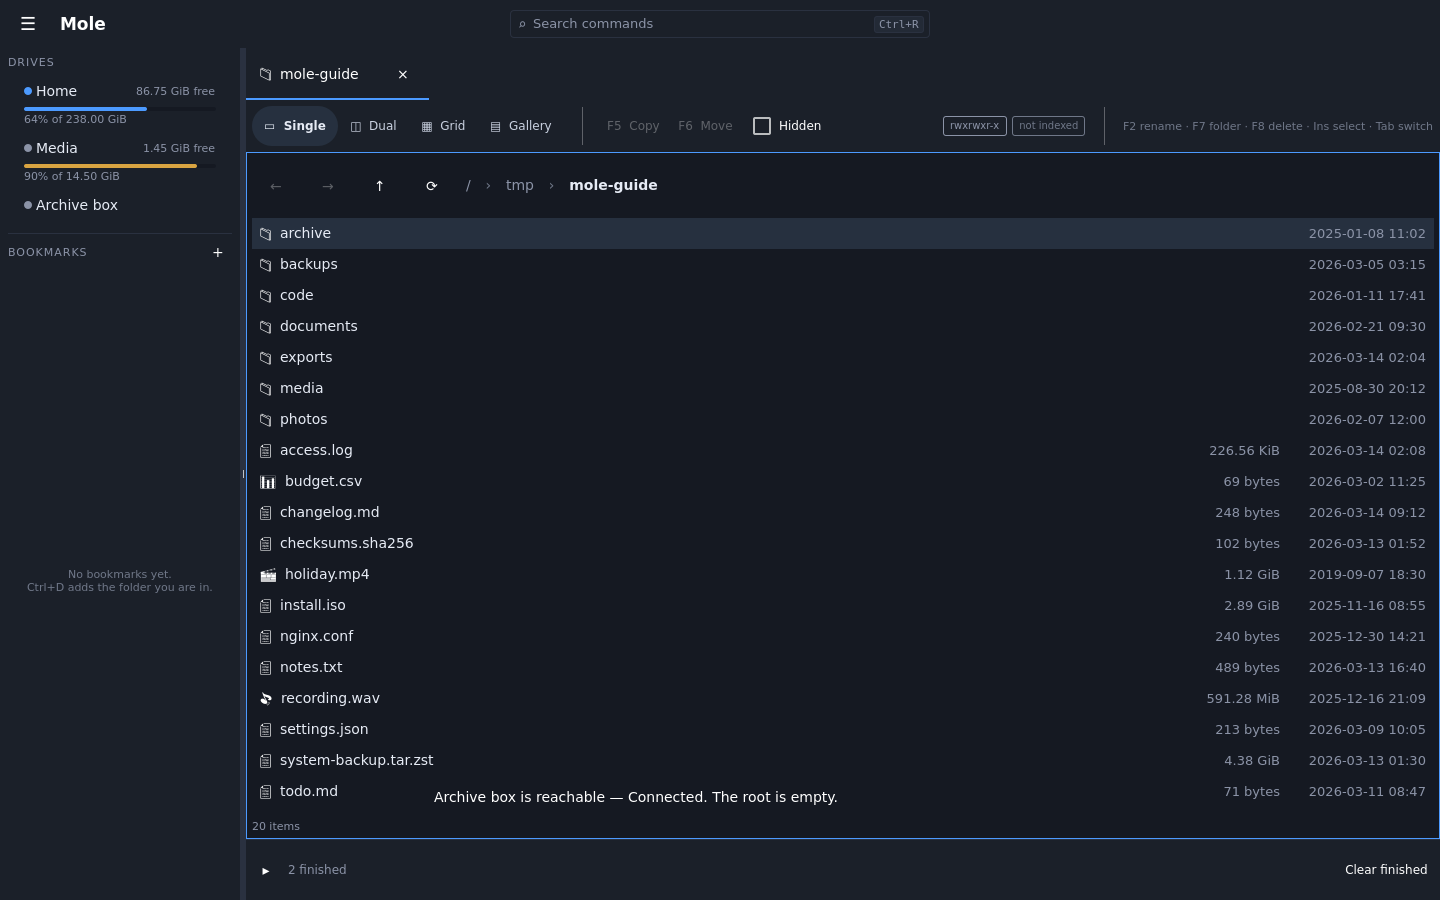 ☰ Mole
Search commands Ctrl+R
DRIVES
Home 86.75 GiB free
64% of 238.00 GiB
Media 1.45 GiB free
90% of 14.50 GiB
Archive box
BOOKMARKS +
No bookmarks yet.
Ctrl+D adds the folder you are in.
mole-guide ×
Single Dual Grid Gallery F5 Copy F6 Move Hidden rwxrwxr-x not indexed F2 rename · F7 folder · F8 delete · Ins select · Tab switch
← → ↑ ⟳ / › tmp › mole-guide
archive 2025-01-08 11:02
backups 2026-03-05 03:15
code 2026-01-11 17:41
documents 2026-02-21 09:30
exports 2026-03-14 02:04
media 2025-08-30 20:12
photos 2026-02-07 12:00
access.log 226.56 KiB 2026-03-14 02:08
budget.csv 69 bytes 2026-03-02 11:25
changelog.md 248 bytes 2026-03-14 09:12
checksums.sha256 102 bytes 2026-03-13 01:52
holiday.mp4 1.12 GiB 2019-09-07 18:30
install.iso 2.89 GiB 2025-11-16 08:55
nginx.conf 240 bytes 2025-12-30 14:21
notes.txt 489 bytes 2026-03-13 16:40
recording.wav 591.28 MiB 2025-12-16 21:09
settings.json 213 bytes 2026-03-09 10:05
system-backup.tar.zst 4.38 GiB 2026-03-13 01:30
todo.md 71 bytes 2026-03-11 08:47
Archive box is reachable — Connected. The root is empty.
20 items
▸ 2 finished Clear finished